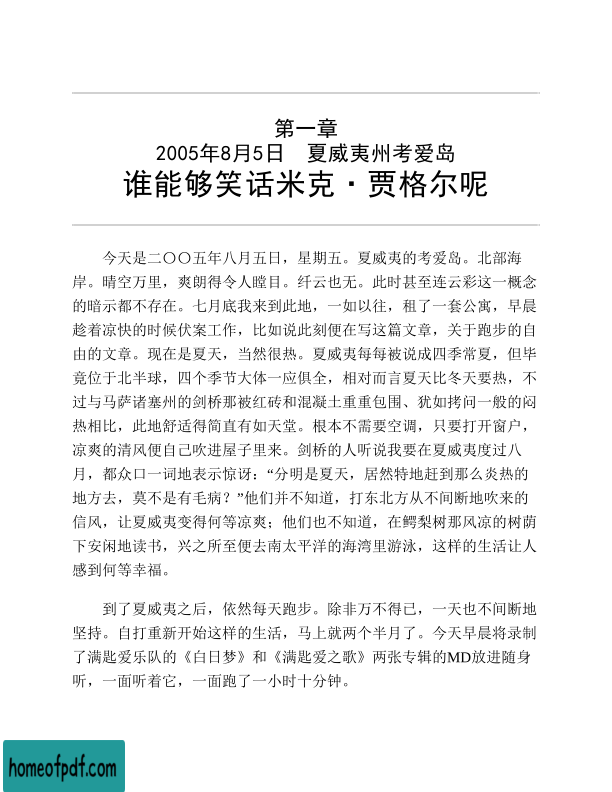 第一章
2005年8月5日　夏威夷州考爱岛
谁能够笑话米克·贾格尔呢
今天是二〇〇五年八月五日，星期五。夏威夷的考爱岛。北部海
岸。晴空万里，爽朗得令人瞠目。纤云也无。此时甚至连云彩这一概念
的暗示都不存在。七月底我来到此地，一如以往，租了一套公寓，早晨
趁着凉快的时候伏案工作，比如说此刻便在写这篇文章，关于跑步的自
由的文章。现在是夏天，当然很热。夏威夷每每被说成四季常夏，但毕
竟位于北半球，四个季节大体一应俱全，相对而言夏天比冬天要热，不
过与马萨诸塞州的剑桥那被红砖和混凝土重重包围、犹如拷问一般的闷
热相比，此地舒适得简直有如天堂。根本不需要空调，只要打开窗户，
凉爽的清风便自己吹进屋子里来。剑桥的人听说我要在夏威夷度过八
月，都众口一词地表示惊讶：“分明是夏天，居然特地赶到那么炎热的
地方去，莫不是有毛病？”他们并不知道，打东北方从不间断地吹来的
信风，让夏威夷变得何等凉爽；他们也不知道，在鳄梨树那风凉的树荫
下安闲地读书，兴之所至便去南太平洋的海湾里游泳，这样的生活让人
感到何等幸福。
到了夏威夷之后，依然每天跑步。除非万不得已，一天也不间断地
坚持。自打重新开始这样的生活，马上就两个半月了。今天早晨将录制
了满匙爱乐队的《白日梦》和《满匙爱之歌》两张专辑的MD放进随身
听，一面听着它，一面跑了一小时十分钟。
homeofpdf.com